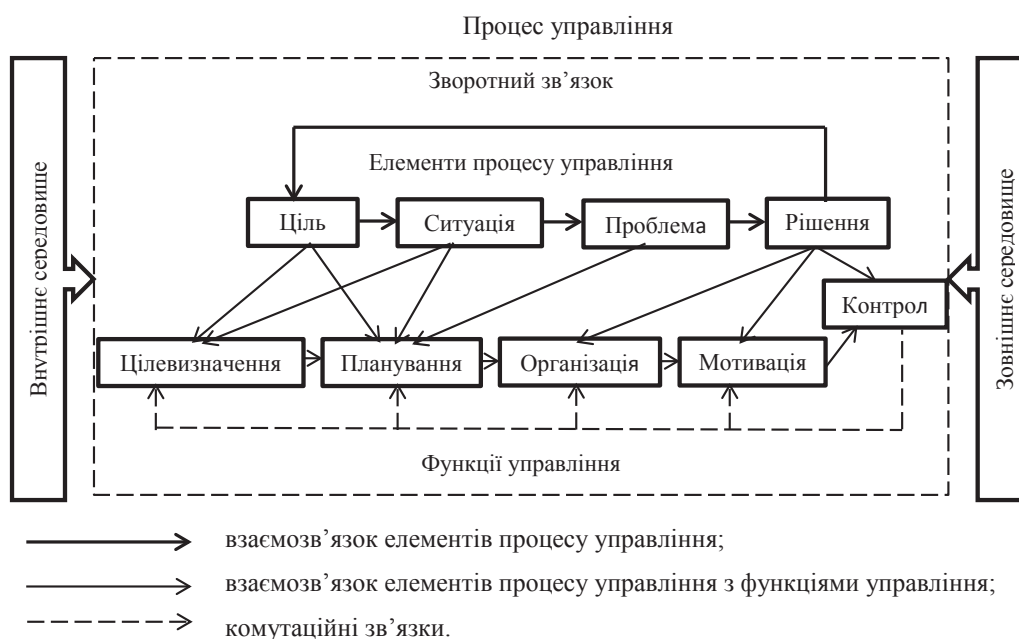 Процес управління
Зворотний зв’язок
Елементи процесу управління
Ціль
Ситуація
Проблема
Рішення
Контрол
Цілевизначення
Планування
Організація
Мотивація
Функції управління
Внутрішнє середовище
Зовнішнє середовище
взаємозв’язок елементів процесу управління;
взаємозв’язок елементів процесу управління з функціями управління;
комутаційні зв’язки.